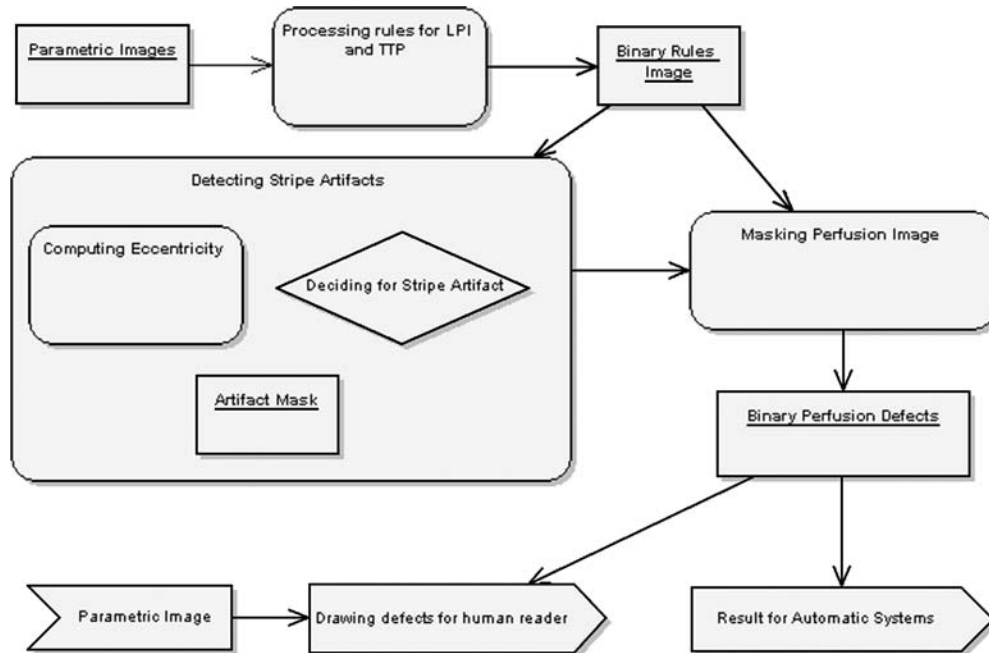 Parametric Images
Processing rules for LPI
and TTP
Binary Rules
Image
Detecting Stripe Artifacts
Computing Eccentricity
Deciding for Stripe Artifact
Artifact Mask
Masking Perfusion Image
Binary Perfusion Defects
Parametric Image
Drawing defects for human reader
Result for Automatic Systems